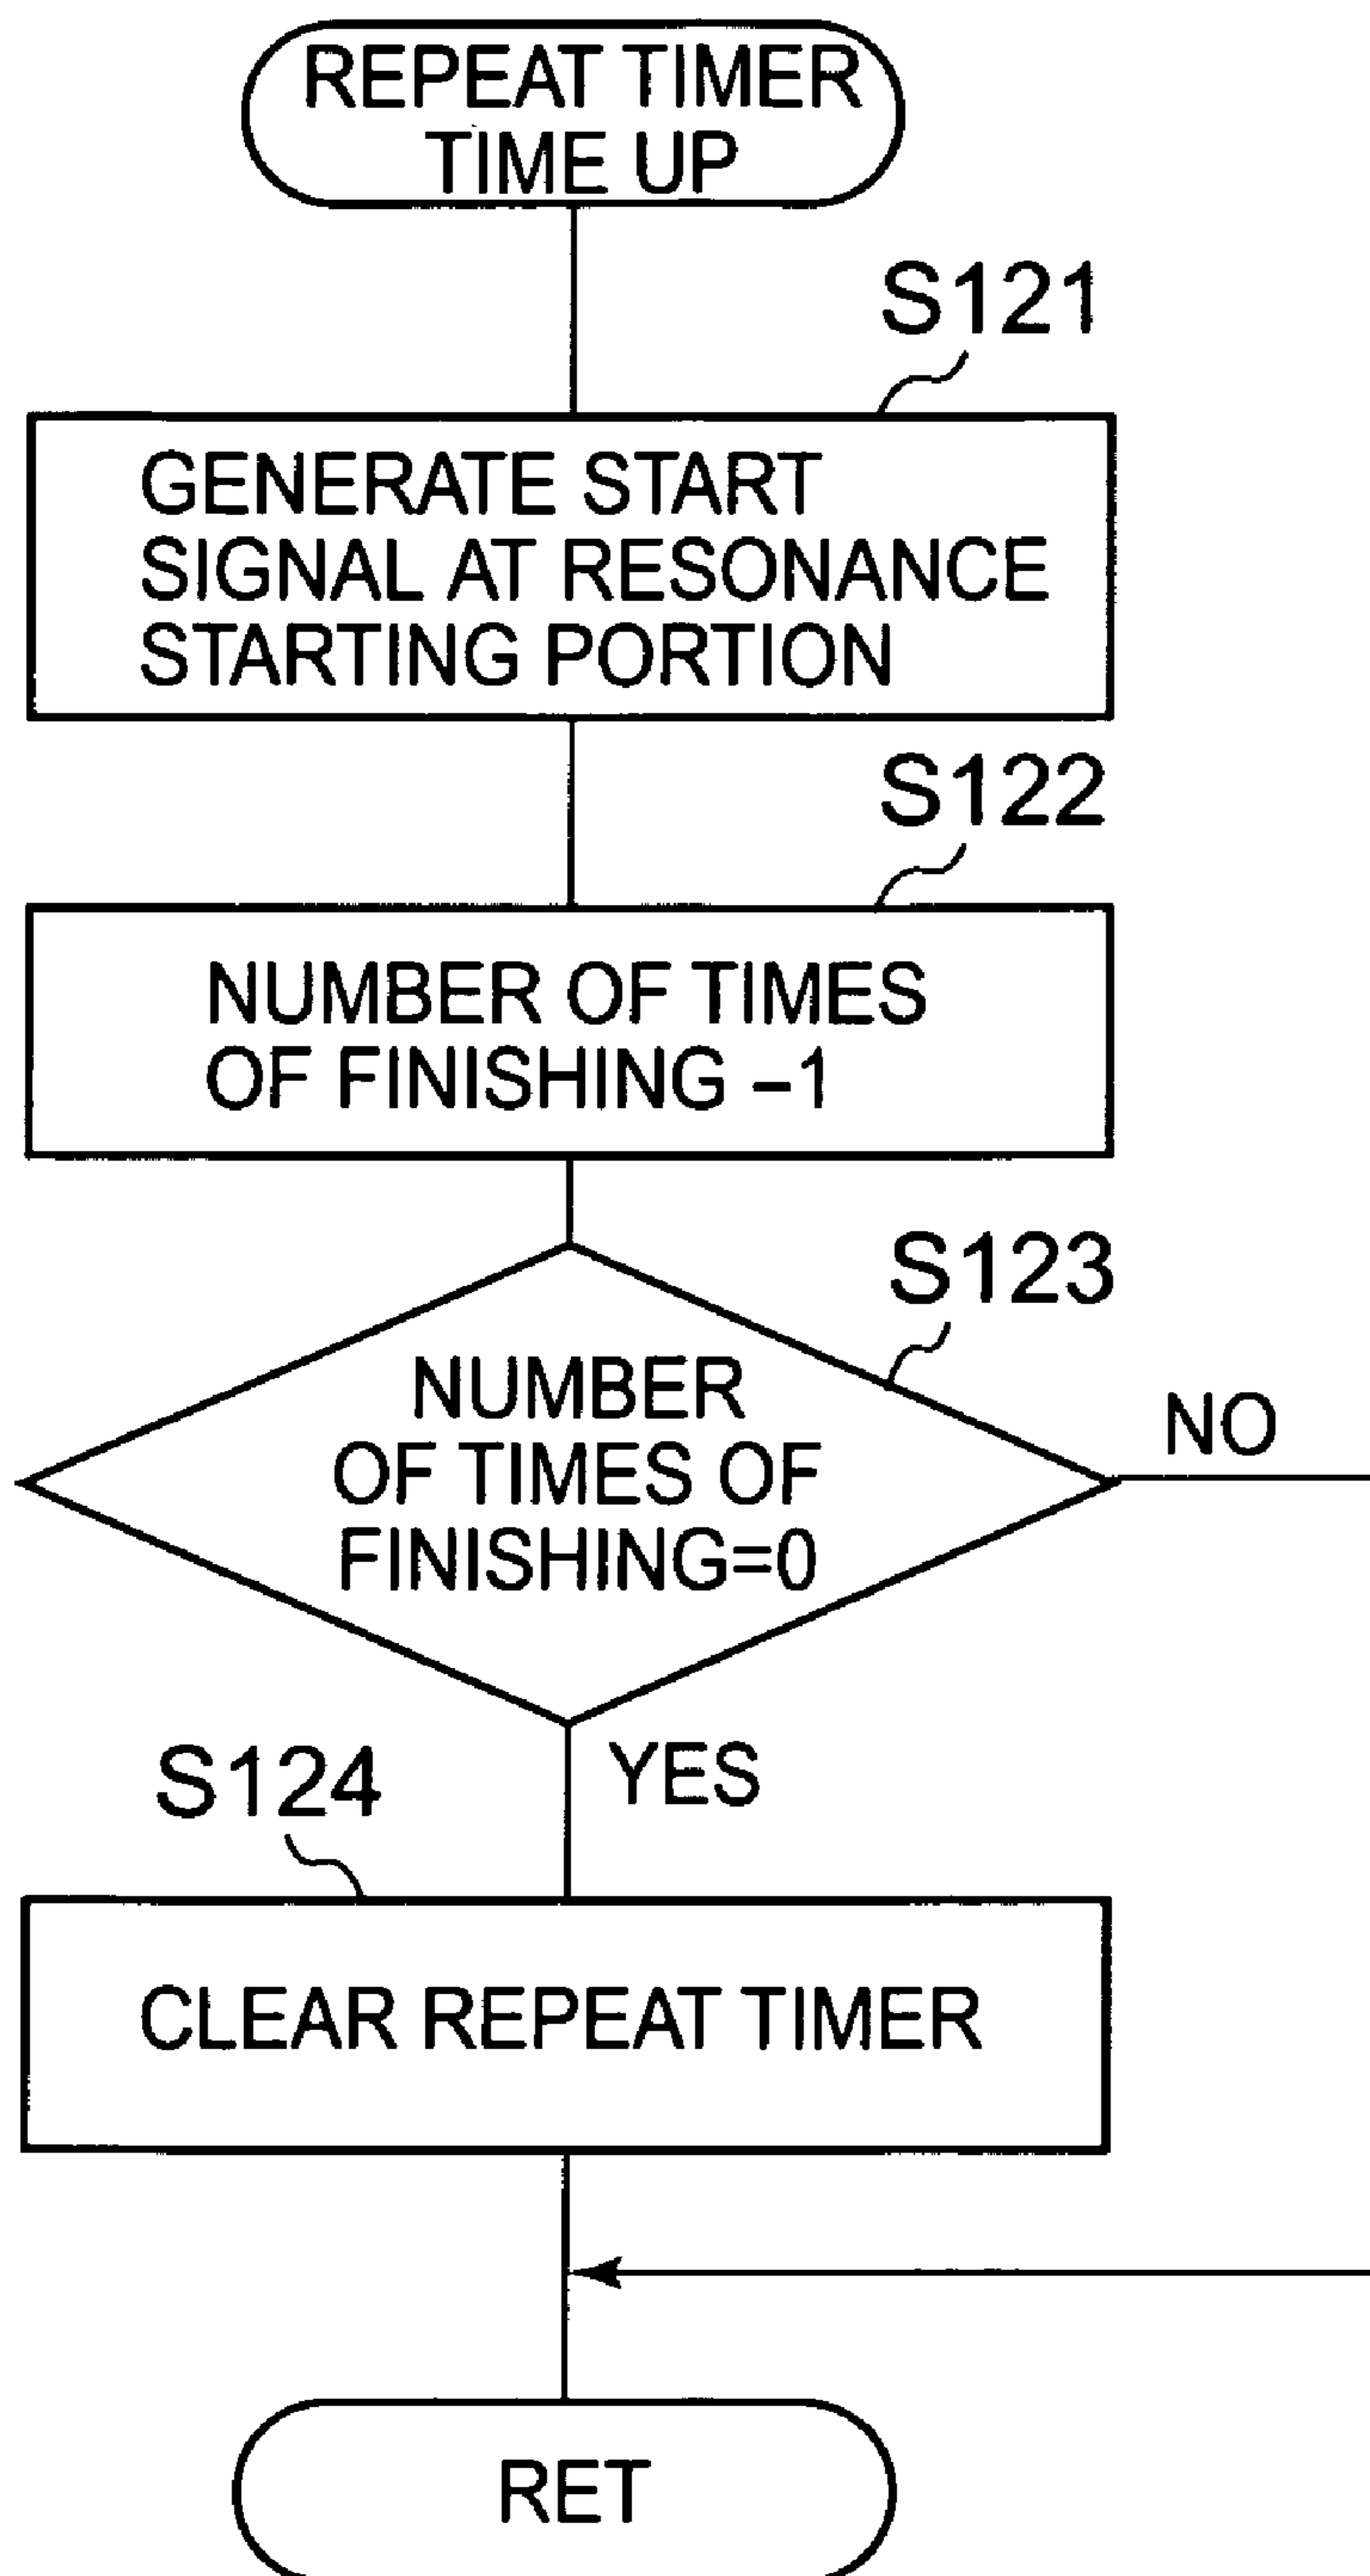 REPEAT TIMER
TIME UP
S121
GENERATE START
SIGNAL AT RESONANCE
STARTING PORTION
S122
NUMBER OF TIMES
OF FINISHING –1
S123
NUMBER
OF TIMES OF
FINISHING=0
NO
YES
S124
CLEAR REPEAT TIMER
RET